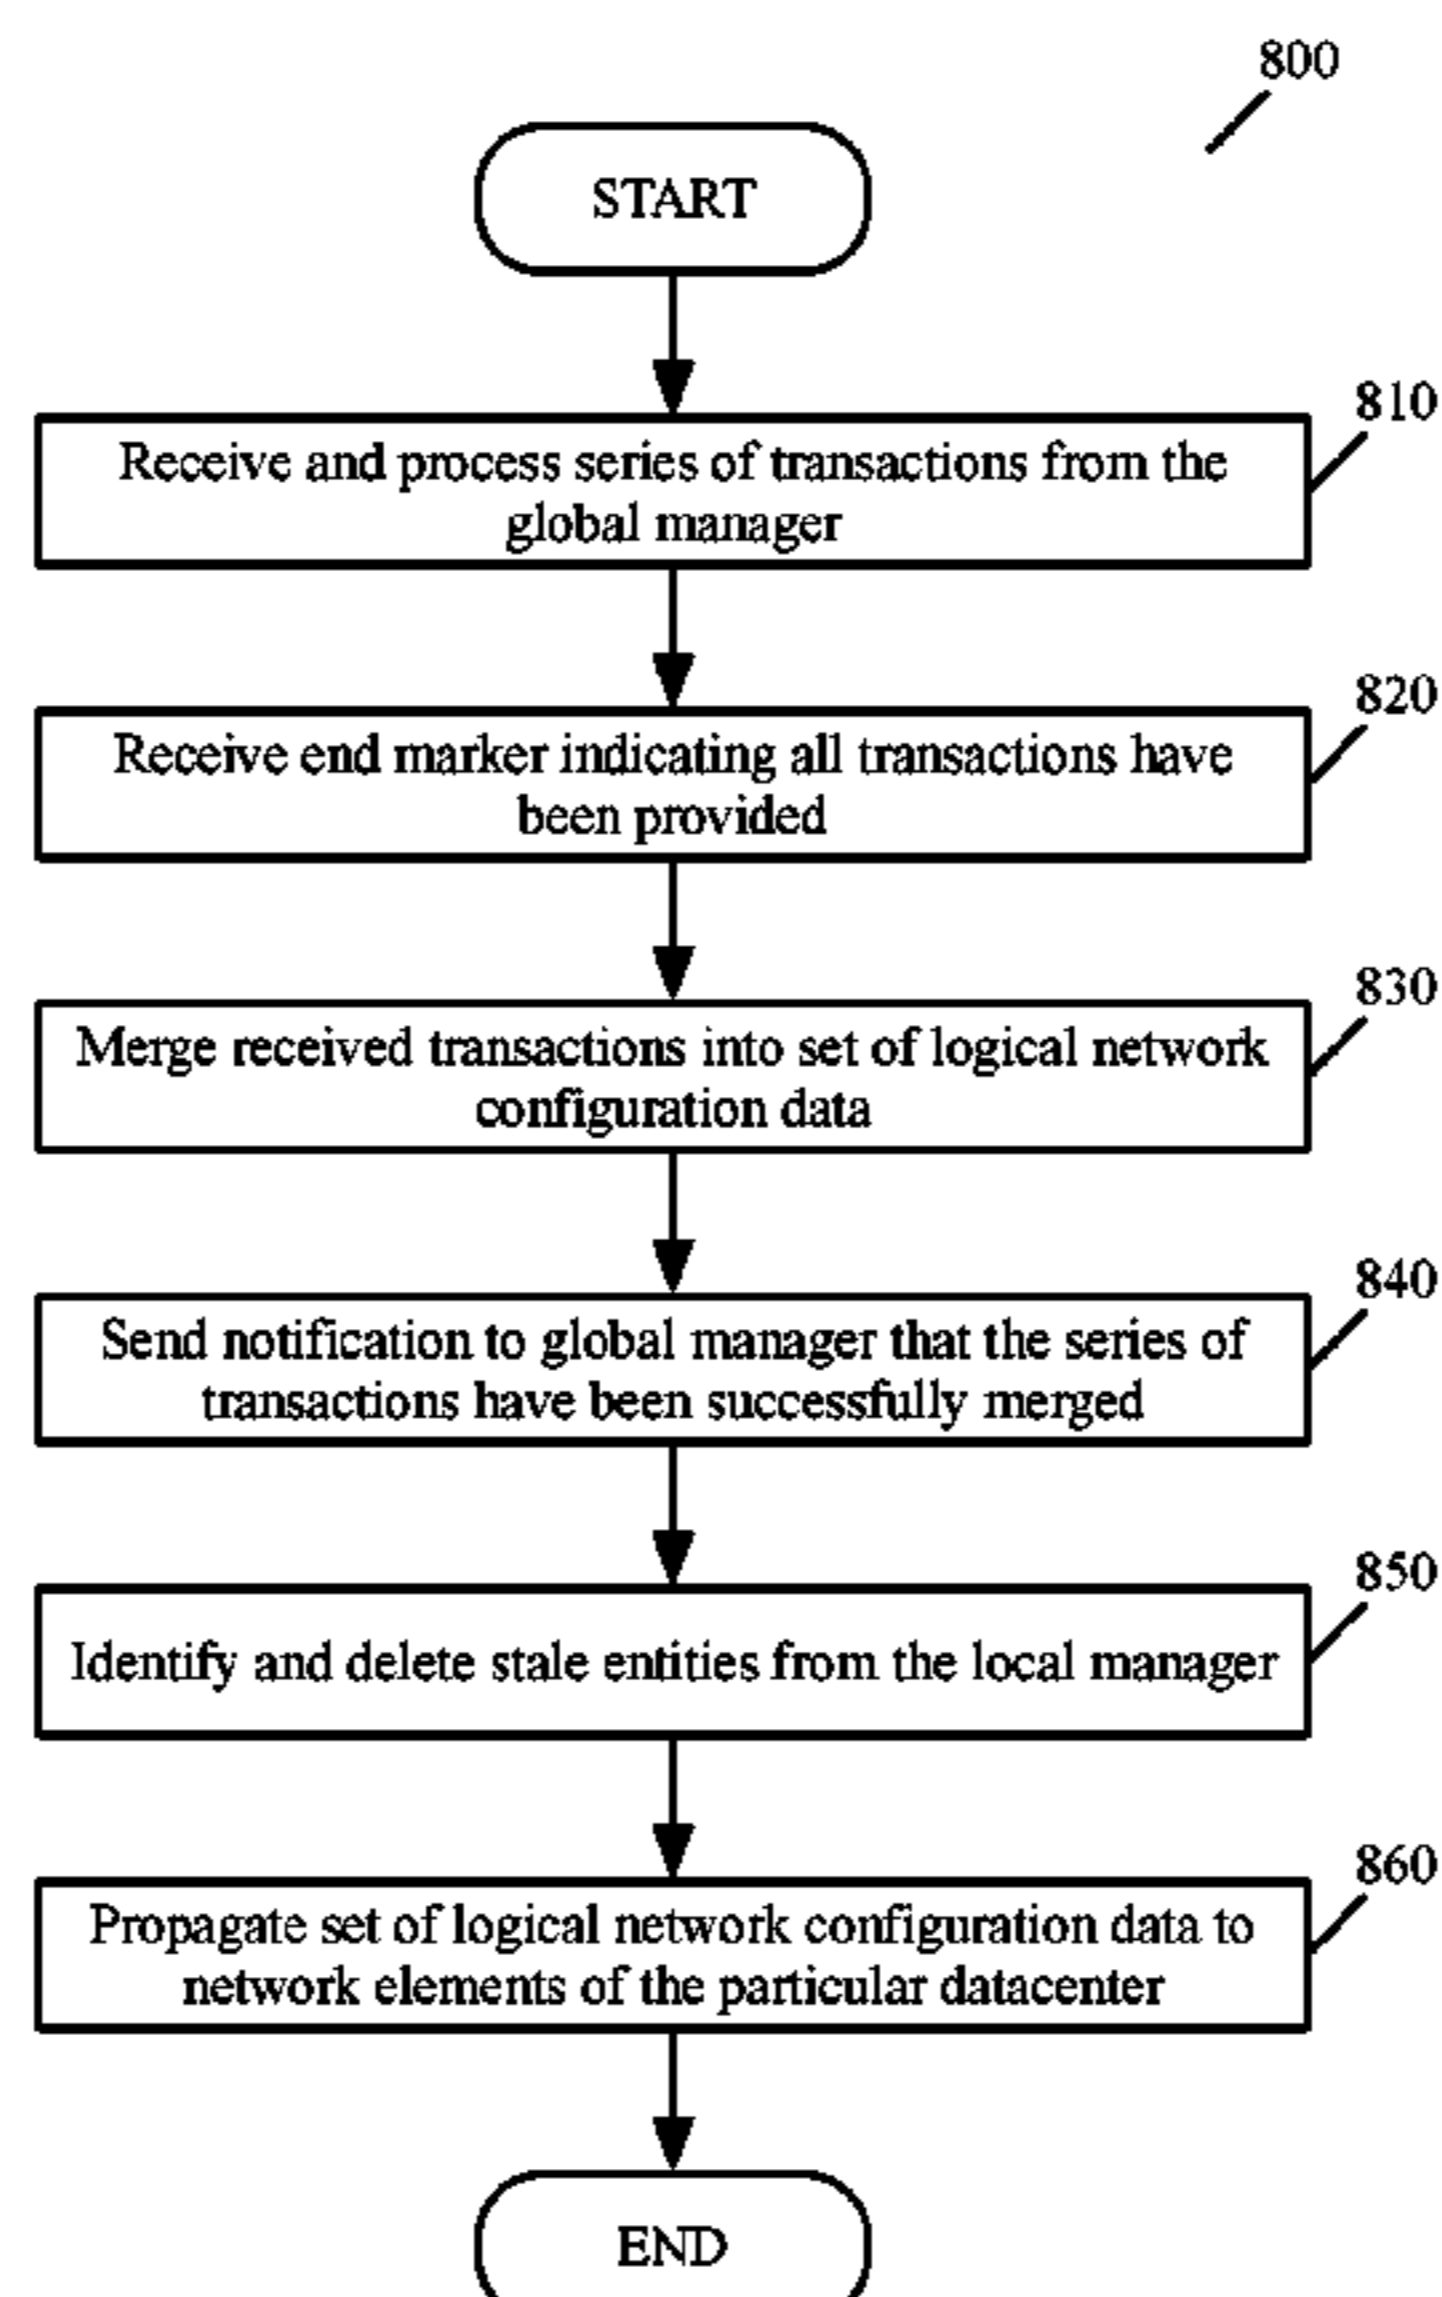 800
START
810
Receive and process series of transactions from the
global manager
820
Receive end marker indicating all transactions have
been provided
830
Merge received transactions into set of logical network
configuration data
840
Send notification to global manager that the series of
transactions have been successfully merged
850
Identify and delete stale entities from the local manager
860
Propagate set of logical network configuration data to
network elements of the particular datacenter
END